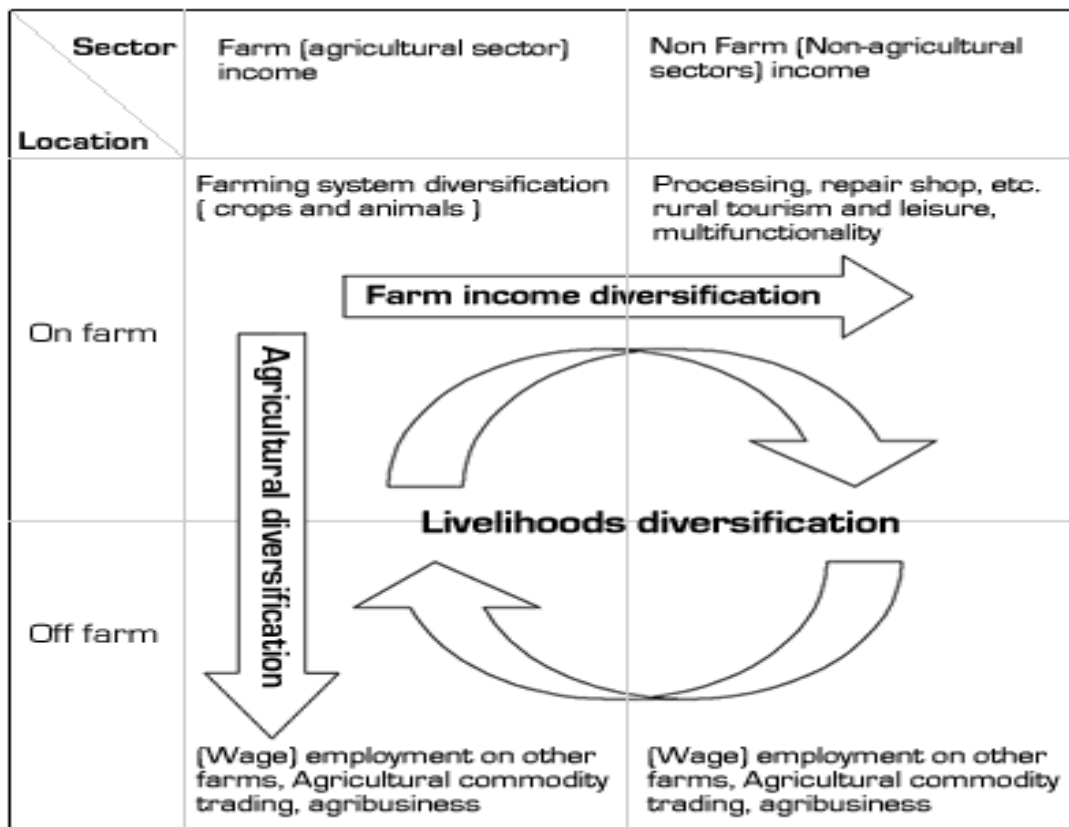 Sector
Location
Farm (agricultural sector)
income
Non Farm (Non-agricultural
sectors) income
On farm
Farming system diversification
( crops and animals )
Processing, repair shop, etc.
rural tourism and leisure,
multifunctionality
Farm income diversification
Agricultural diversification
Livelihoods diversification
Off farm
(Wage) employment on other
farms, Agricultural commodity
trading, agribusiness
(Wage) employment on other
farms, Agricultural commodity
trading, agribusiness